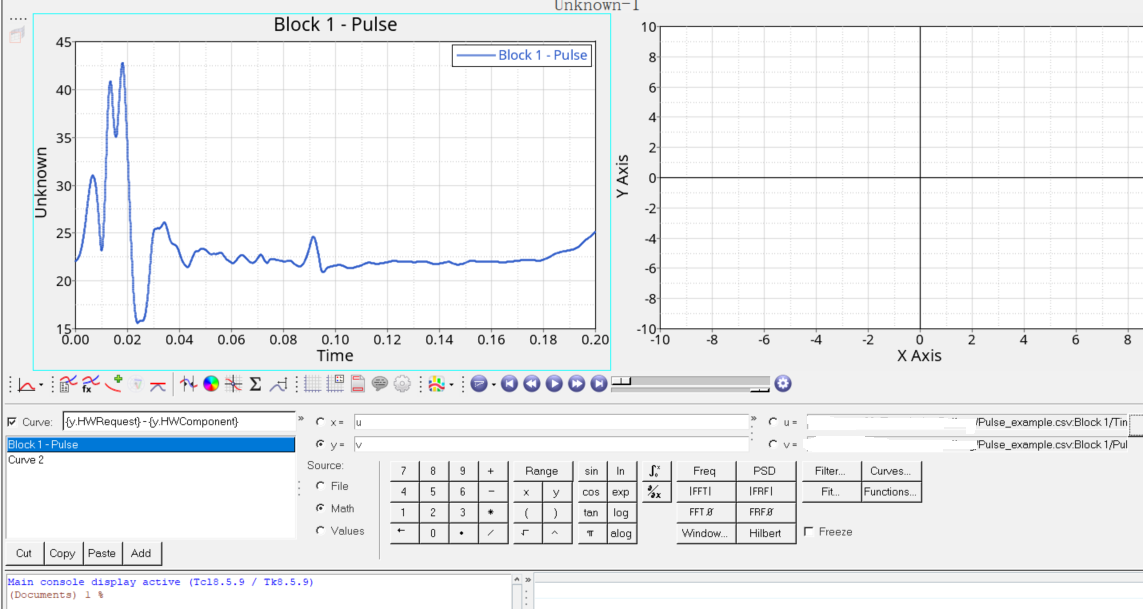 Unknown-1
Block 1 - Pulse
Block 1 - Pulse
45
40
35
30
25
20
15
Unknown
0.00 0.02 0.04 0.06 0.08 0.10 0.12 0.14 0.16 0.18 0.20
Time
10
8
6
4
2
0
-2
-4
-6
-8
-10
Y Axis
-10 -8 -6 -4 -2 0 2 4 6 8
X Axis
Curve: {y.HWRequest} - {y.HWComponent} » x = u » u = /Pulse_example.csv:Block 1/Tin
Block 1 - Pulse y = v v = /Pulse_example.csv:Block 1/Pul
Curve 2
Source:
File
Math
Values
7 8 9 + Range sin ln Freq PSD Filter... Curves...
4 5 6 - x y cos exp ∂/∂x |FFT| |FRF| Fit... Functions...
1 2 3 * ( ) tan log FFT Ø FRF Ø
← 0 • / √ ^ π alog Window... Hilbert Freeze
Cut Copy Paste Add
Main console display active (Tcl8.5.9 / Tk8.5.9) »
(Documents) 1 %